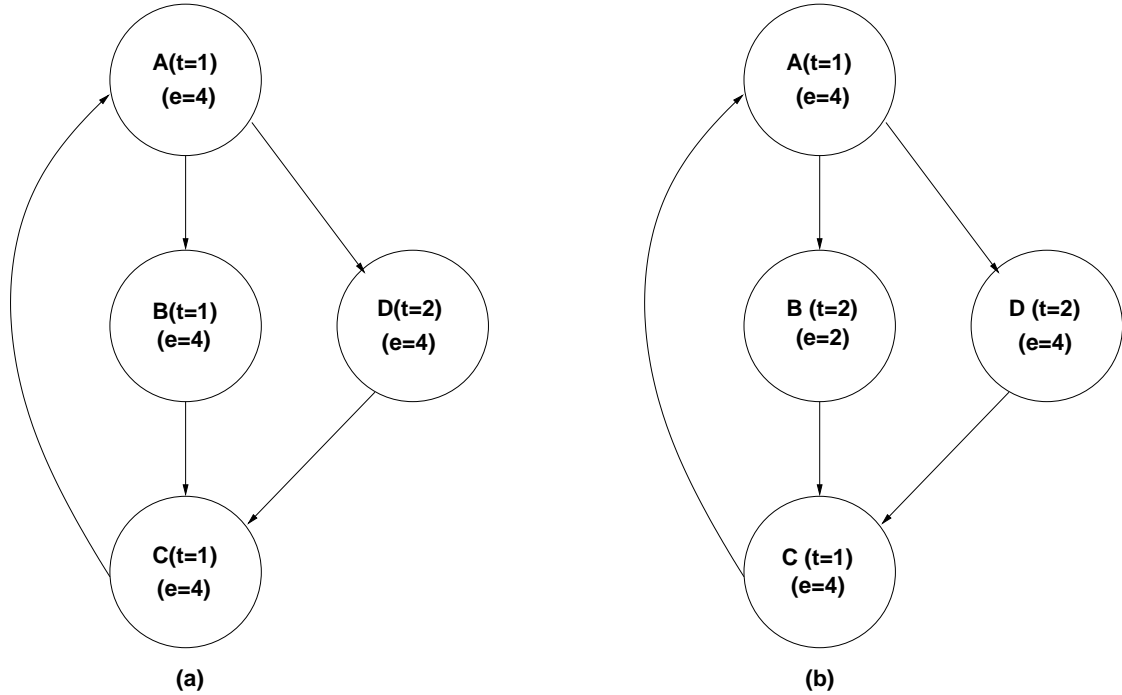 A(t=1)
(e=4)
B(t=1)
(e=4)
D(t=2)
(e=4)
C(t=1)
(e=4)
(a)
A(t=1)
(e=4)
B (t=2)
(e=2)
D (t=2)
(e=4)
C (t=1)
(e=4)
(b)